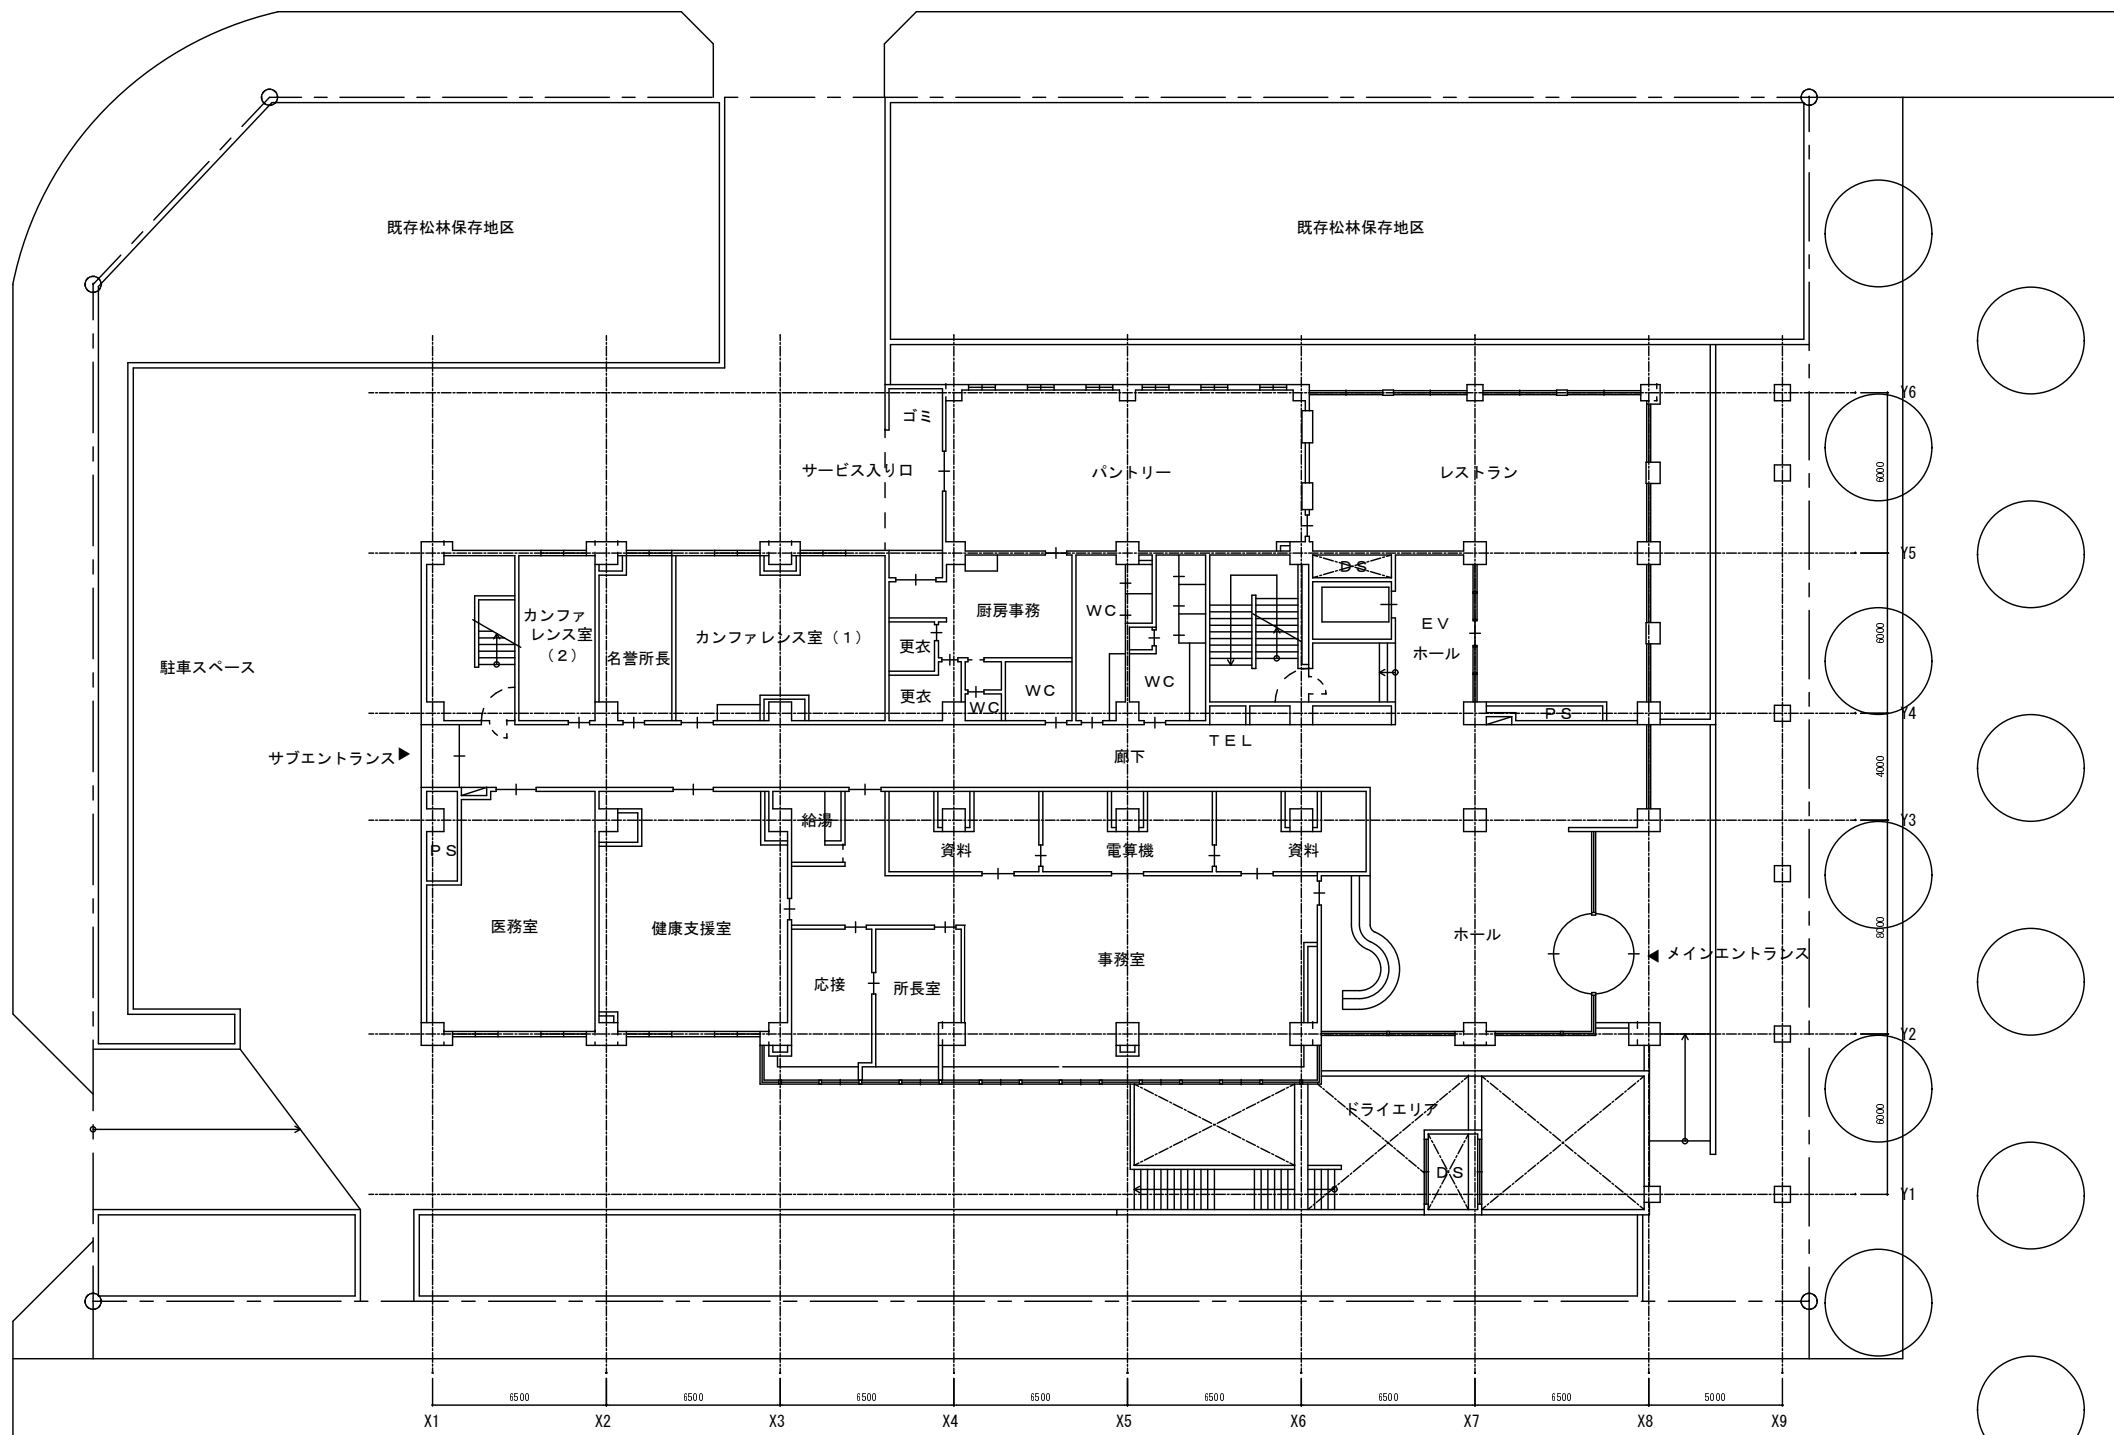 既存松林保存地区
既存松林保存地区
Y6
ゴミ
サービス入り口
パントリー
レストラン
6000
Y5
DS
カンファ
レンス室
(2)
名誉所長
カンファレンス室(1)
厨房事務
WC
更衣
更衣
WC
WC
WC
EV
ホール
6000
駐車スペース
PS
Y4
サブエントランス
TEL
廊下
4000
給湯
Y3
PS
資料
電算機
資料
医務室
健康支援室
ホール
8000
メインエントランス
事務室
応接
所長室
Y2
ドライエリア
6000
DS
Y1
6500
6500
6500
6500
6500
6500
6500
5000
X1
X2
X3
X4
X5
X6
X7
X8
X9